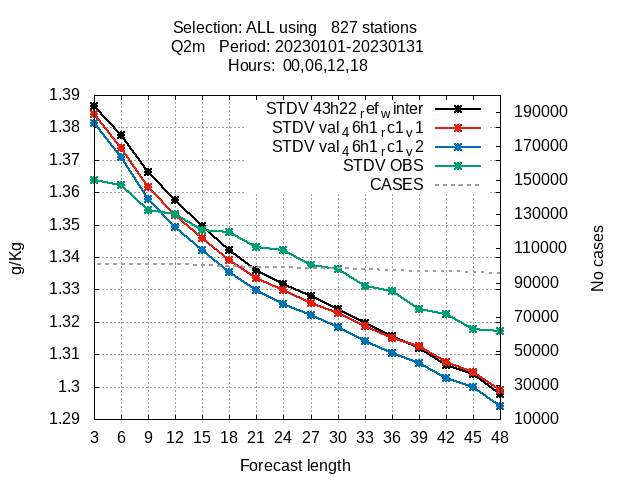 Selection: ALL using 827 stations
Q2m Period: 20230101-20230131
Hours: 00,06,12,18
STDV 43h22refwinter
STDV val46h1rc1v1
STDV val46h1rc1v2
STDV OBS
CASES
1.39
1.38
1.37
1.36
1.35
1.34
1.33
1.32
1.31
1.3
1.29
g/Kg
190000
170000
150000
130000
110000
90000
70000
50000
30000
10000
No cases
3 6 9 12 15 18 21 24 27 30 33 36 39 42 45 48
Forecast length